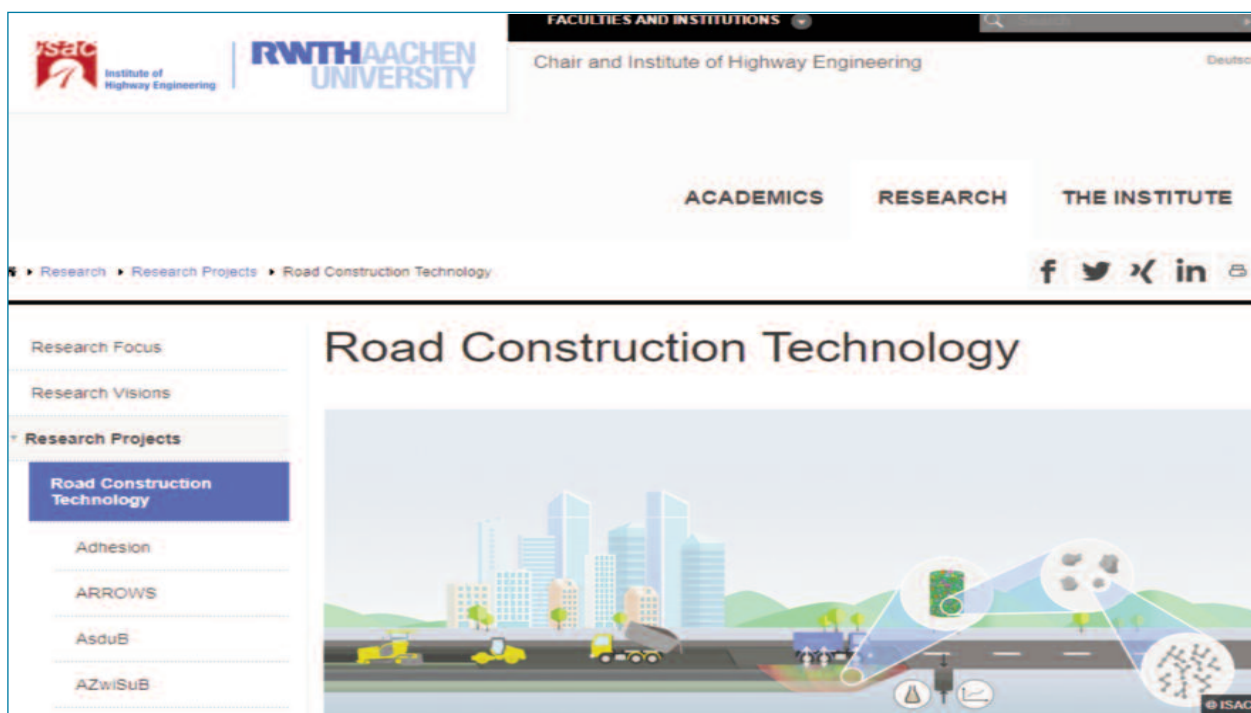 FACULTIES AND INSTITUTIONS
Search
isac
Institute of
Highway Engineering
RWTHAACHEN
UNIVERSITY
Chair and Institute of Highway Engineering
Deutsc
ACADEMICS
RESEARCH
THE INSTITUTE
Research
Research Projects
Road Construction Technology
Research Focus
Research Visions
Research Projects
Road Construction
Technology
Adhesion
ARROWS
AsduB
AZwiSuB
Road Construction Technology
© ISAC